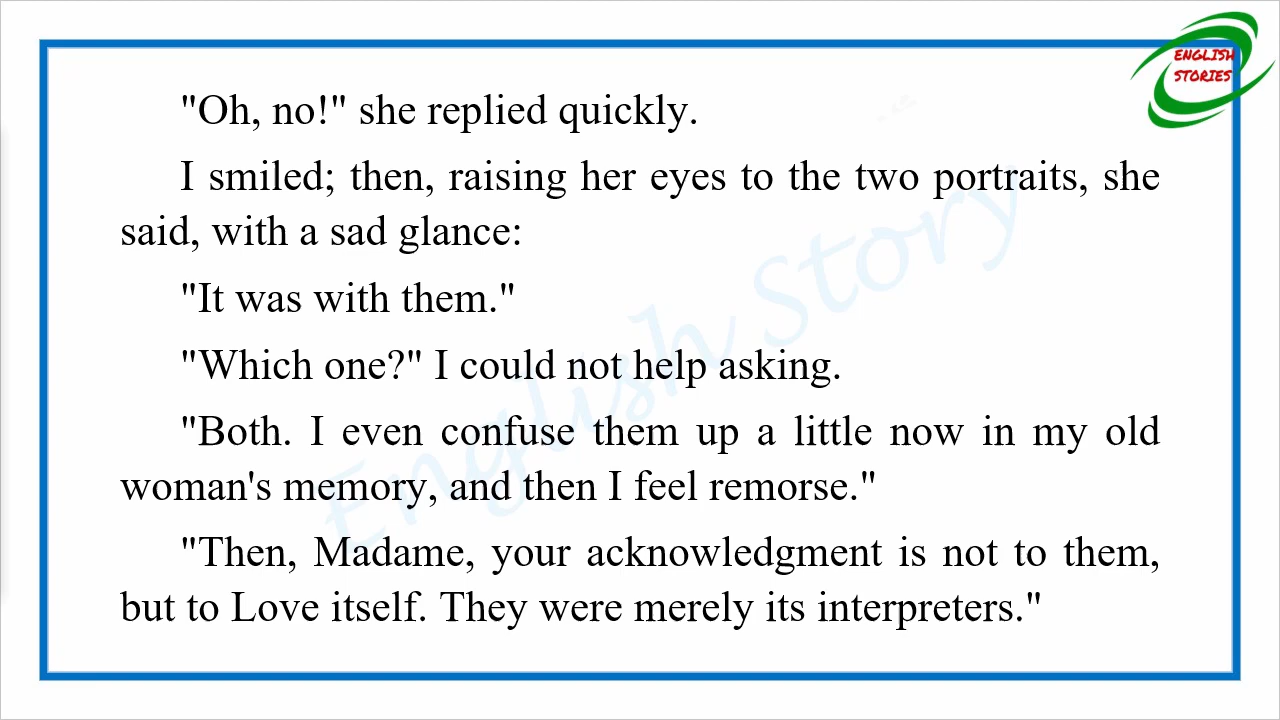 ENGLISH
STORIES
"Oh, no!" she replied quickly.
I smiled; then, raising her eyes to the two portraits, she
said, with a sad glance:
"It was with them."
"Which one?" I could not help asking.
"Both. I even confuse them up a little now in my old
woman's memory, and then I feel remorse."
"Then, Madame, your acknowledgment is not to them,
but to Love itself. They were merely its interpreters."
English Story